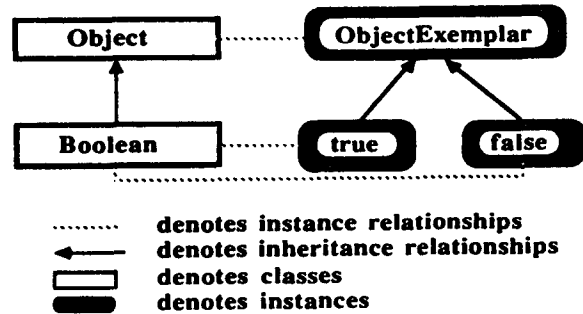 Object ObjectExemplar
Boolean true false
denotes instance relationships
denotes inheritance relationships
denotes classes
denotes instances